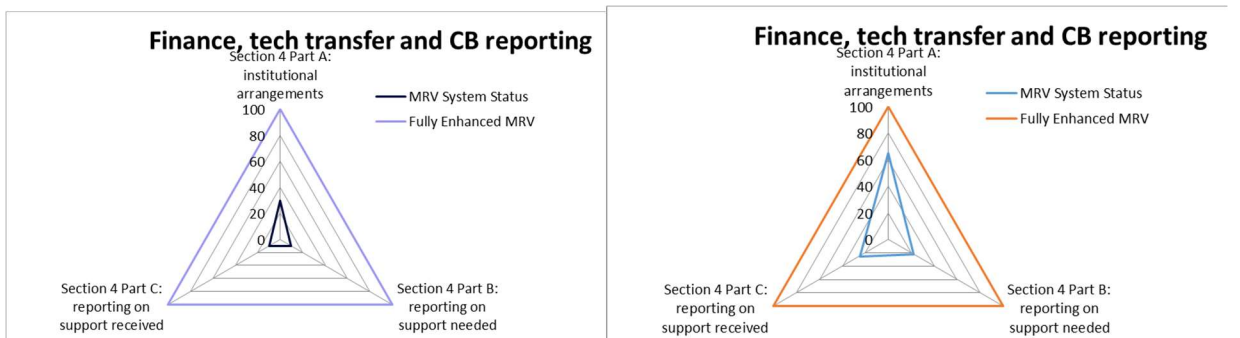 Finance, tech transfer and CB reporting
Section 4 Part A:
institutional
arrangements
MRV System Status
Fully Enhanced MRV
100
80
60
40
20
0
Section 4 Part C:
reporting on
support received
Section 4 Part B:
reporting on
support needed
Finance, tech transfer and CB reporting
Section 4 Part A:
institutional
arrangements
MRV System Status
Fully Enhanced MRV
100
80
60
40
20
0
Section 4 Part C:
reporting on
support received
Section 4 Part B:
reporting on
support needed